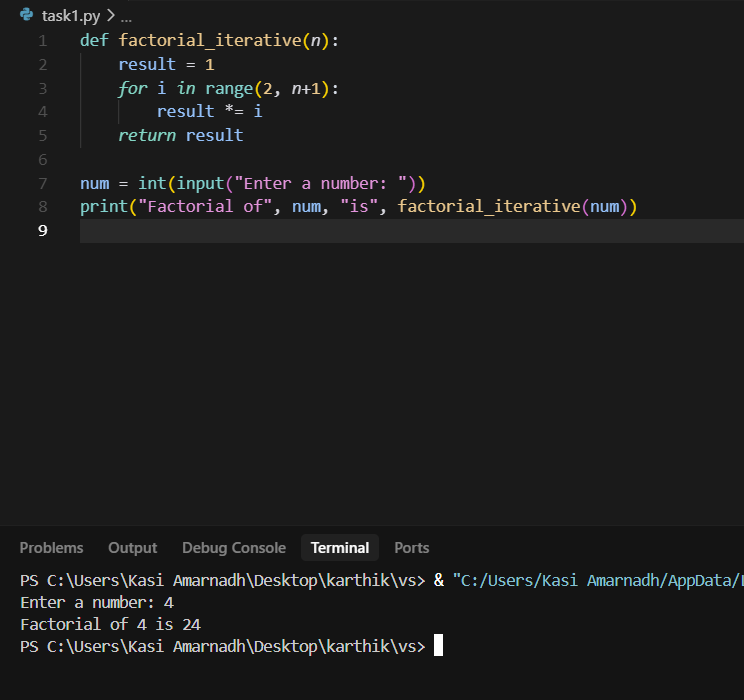 task1.py > ...
1 def factorial_iterative(n):
2     result = 1
3     for i in range(2, n+1):
4         result *= i
5     return result
6
7 num = int(input("Enter a number: "))
8 print("Factorial of", num, "is", factorial_iterative(num))
9
Problems Output Debug Console Terminal Ports
PS C:\Users\Kasi Amarnadh\Desktop\karthik\vs> & "C:/Users/Kasi Amarnadh/AppData/
Enter a number: 4
Factorial of 4 is 24
PS C:\Users\Kasi Amarnadh\Desktop\karthik\vs>